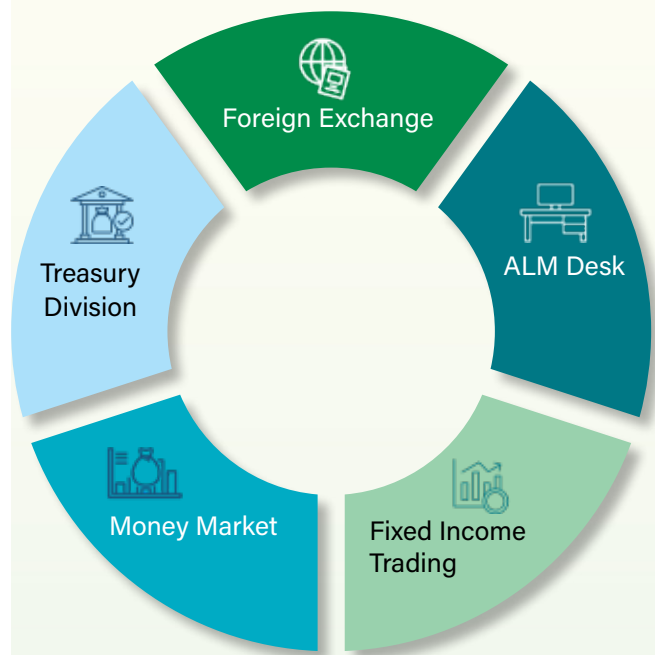 Foreign Exchange
ALM Desk
Fixed Income
Trading
Money Market
Treasury
Division